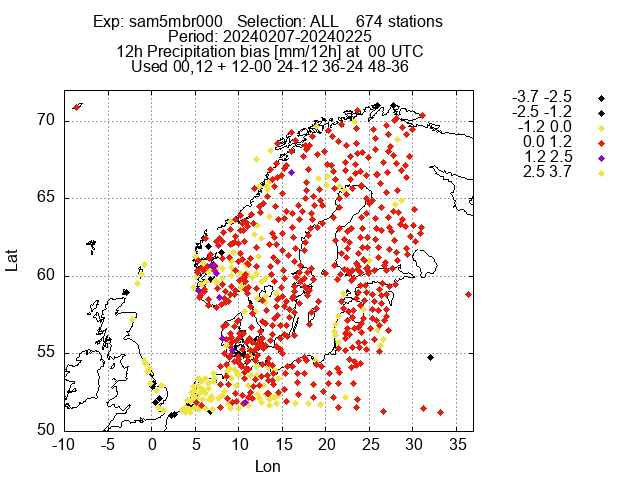 Exp: sam5mbr000 Selection: ALL 674 stations
Period: 20240207-20240225
12h Precipitation bias [mm/12h] at 00 UTC
Used 00,12 + 12-00 24-12 36-24 48-36
-3.7 -2.5
-2.5 -1.2
-1.2 0.0
0.0 1.2
1.2 2.5
2.5 3.7
70
65
60
55
50
Lat
-10 -5 0 5 10 15 20 25 30 35
Lon